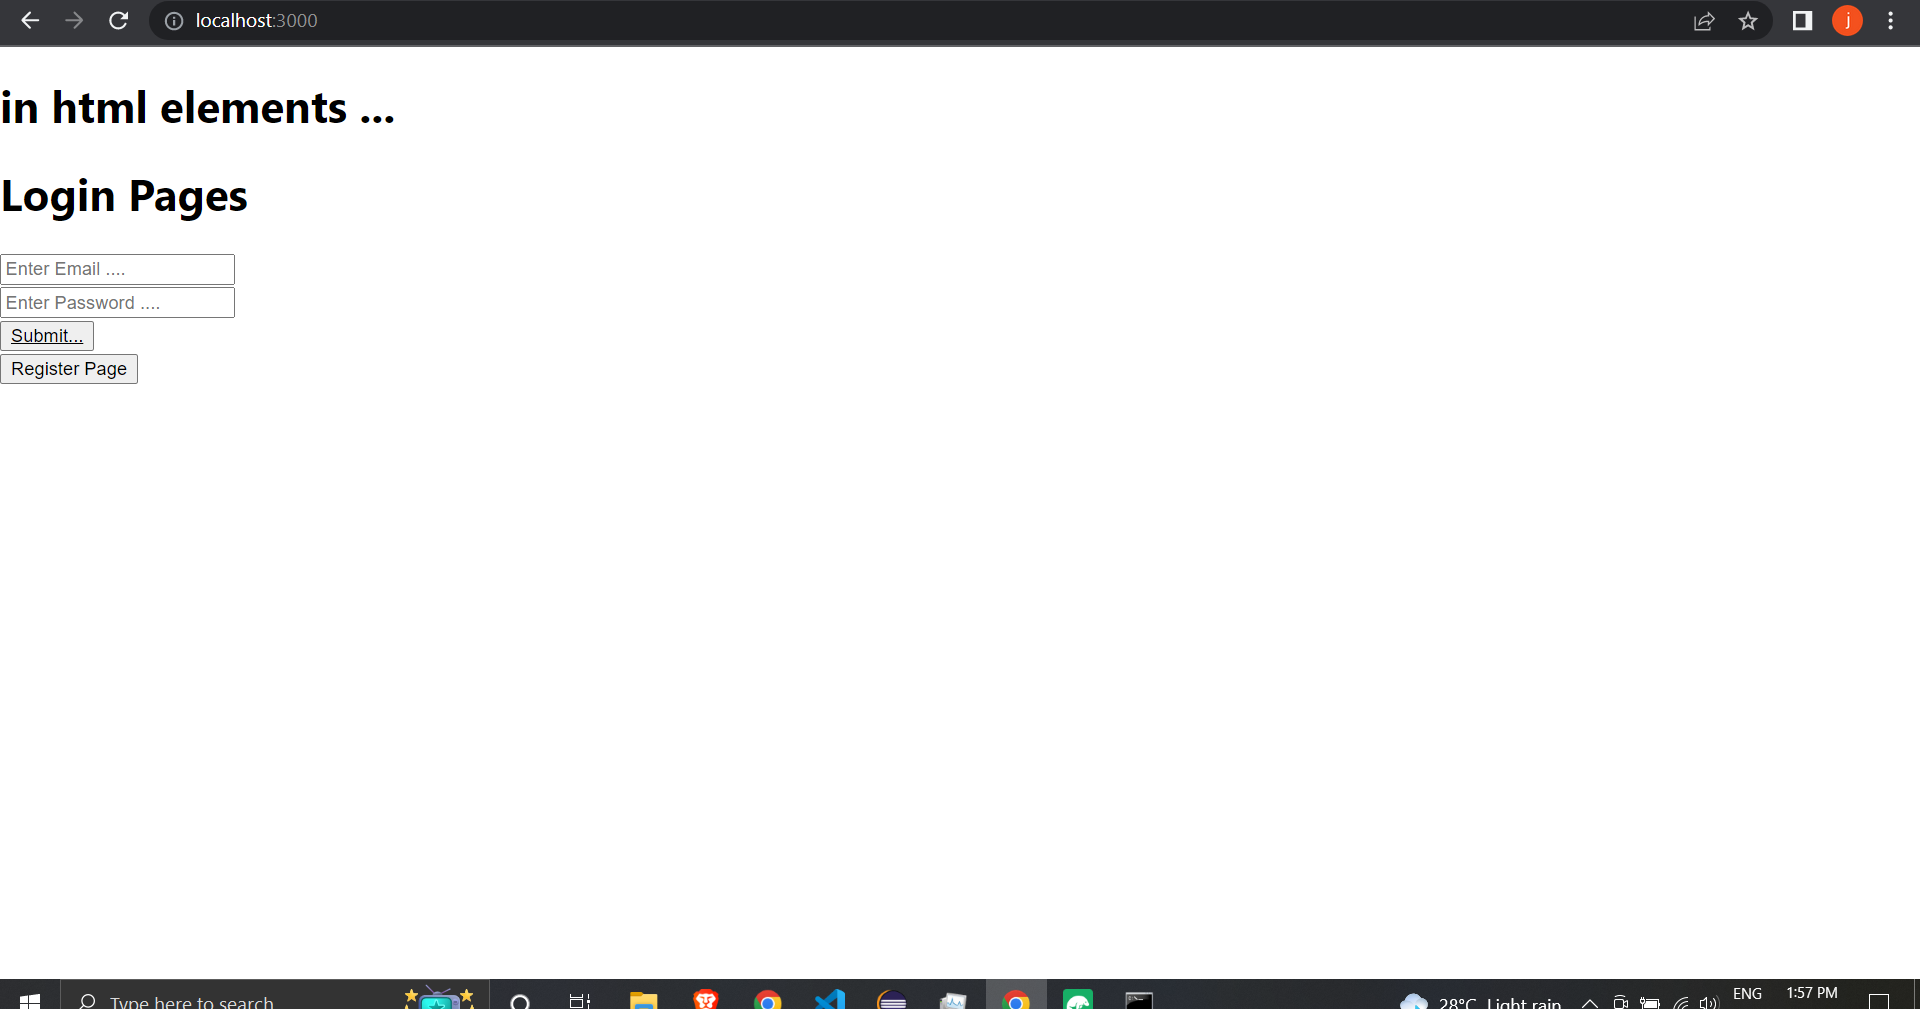 localhost:3000
j
in html elements ...
Login Pages
Enter Email ....
Enter Password ....
Submit...
Register Page
Type here to search
28°C Light rain
ENG
1:57 PM